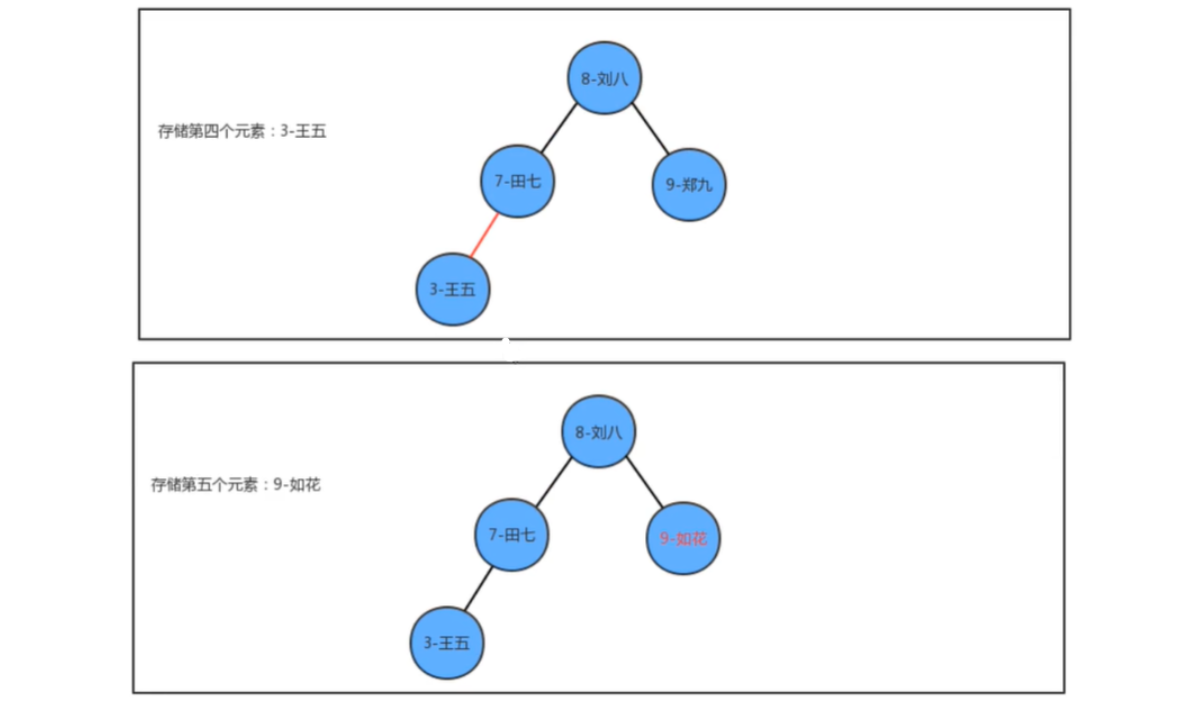 8-刘八
存储第四个元素：3-王五
7-田七
9-郑九
3-王五
8-刘八
存储第五个元素：9-如花
7-田七
9-如花
3-王五